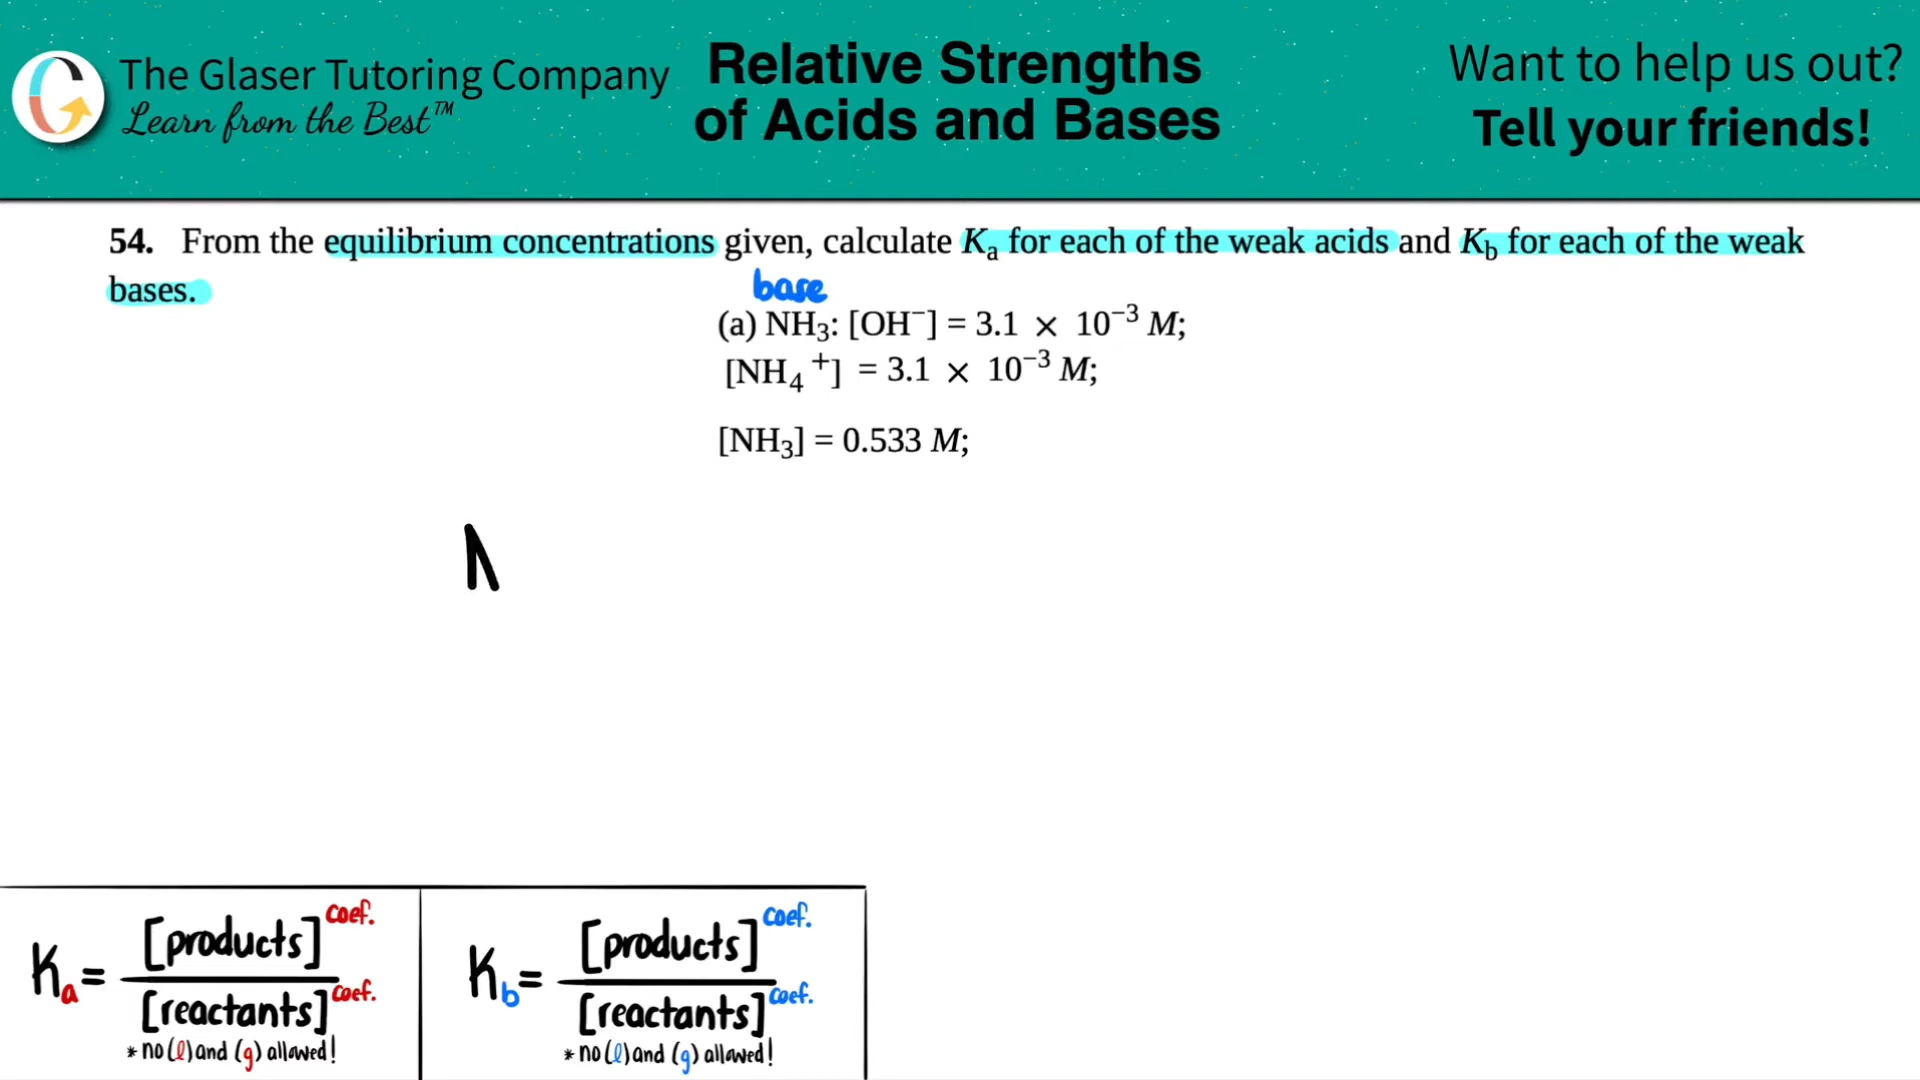 The Glaser Tutoring Company
Learn from the Best™
Relative Strengths
of Acids and Bases
Want to help us out?
Tell your friends!
54. From the equilibrium concentrations given, calculate Kₐ for each of the weak acids and K_b for each of the weak
bases.
base
(a) NH₃: [OH⁻] = 3.1 × 10⁻³ M;
[NH₄⁺] = 3.1 × 10⁻³ M;
[NH₃] = 0.533 M;
Kₐ = [products]^coef. / [reactants]^coef.
* no (l) and (g) allowed!
K_b = [products]^coef. / [reactants]^coef.
* no (l) and (g) allowed!